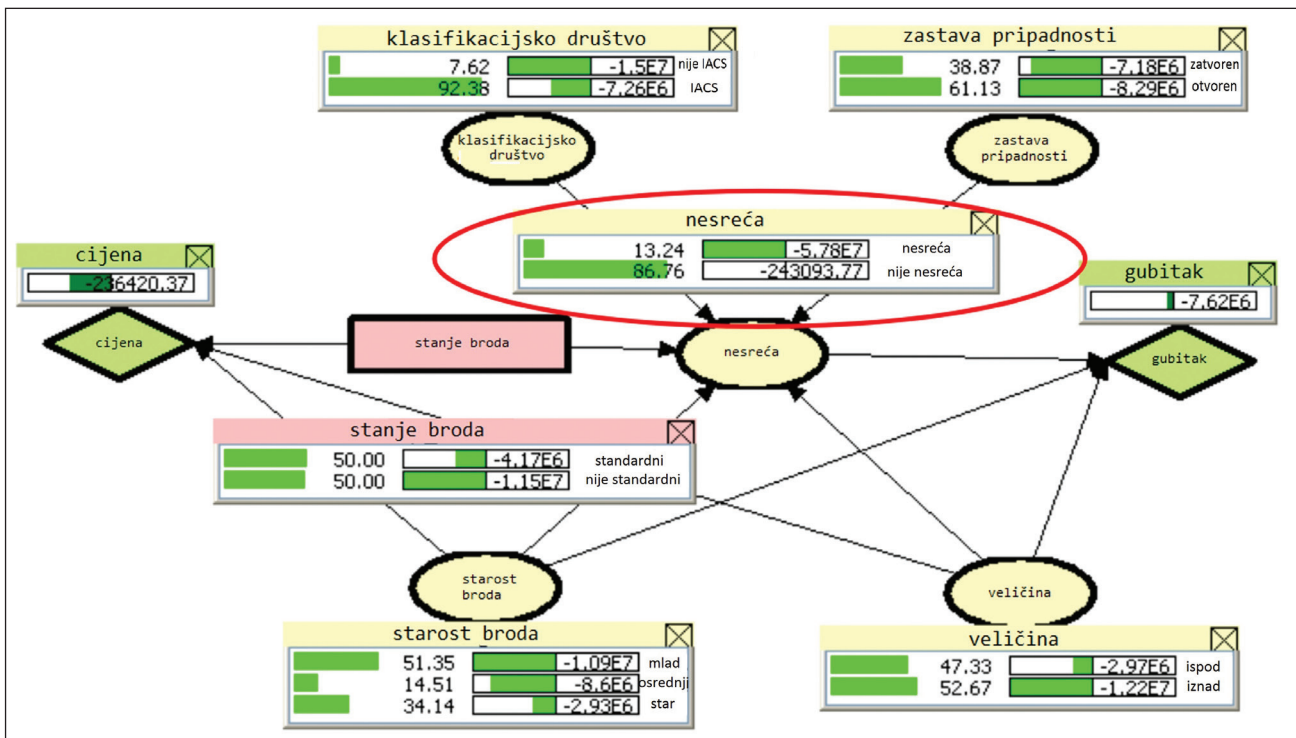 klasifikacijsko društvo
7.62 -1.5E7 nije IACS
92.38 -7.26E6 IACS
zastava pripadnosti
38.87 -7.18E6 zatvoren
61.13 -8.29E6 otvoren
klasifikacijsko
društvo
zastava
pripadnosti
nesreća
13.24 -5.78E7 nesreća
86.76 -243093.77 nije nesreća
cijena
-236420.37
gubitak
-7.62E6
cijena
stanje broda
nesreća
gubitak
stanje broda
50.00 -4.17E6 standardni
50.00 -1.15E7 nije standardni
starost
broda
veličina
starost broda
51.35 -1.09E7 mlad
14.51 -8.6E6 osrednji
34.14 -2.93E6 star
veličina
47.33 -2.97E6 ispod
52.67 -1.22E7 iznad